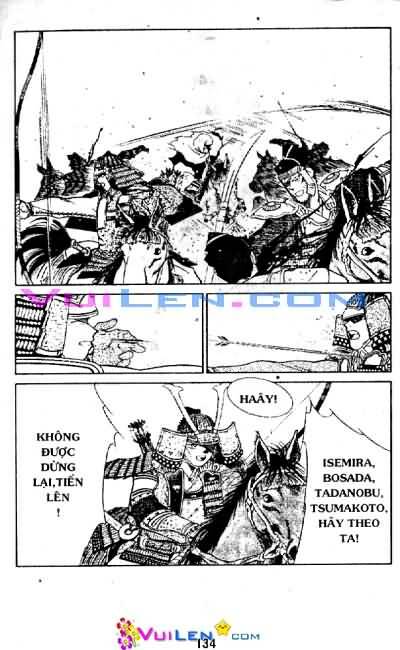 VuiLen.com
HAÂY!
KHÔNG
ĐƯỢC
DỪNG
LẠI,TIẾN
LÊN
!
ISEMIRA,
BOSADA,
TADANOBU,
TSUMAKOTO,
HÃY THEO
TA!
VuiLen.com
134